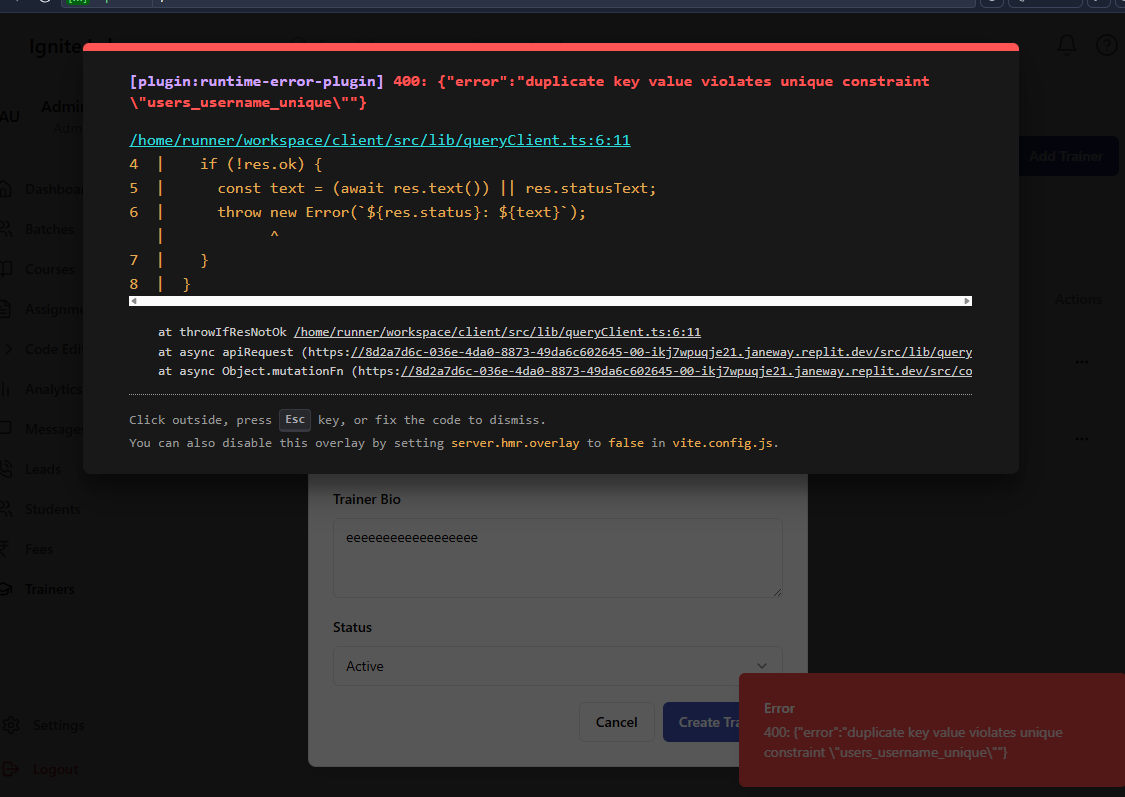 Ignite
[plugin:runtime-error-plugin] 400: {"error":"duplicate key value violates unique constraint
\"users_username_unique\""}
AU
Admi
Admi
/home/runner/workspace/client/src/lib/queryClient.ts:6:11
Add Trainer
4 | if (!res.ok) {
5 | const text = (await res.text()) || res.statusText;
6 | throw new Error(`${res.status}: ${text}`);
| ^
7 | }
8 | }
Dashboa
Batches
Courses
Assignme
Code Edi
Analytics
Messages
Leads
Students
Fees
Trainers
Settings
Logout
Actions
at throwIfResNotOk /home/runner/workspace/client/src/lib/queryClient.ts:6:11
at async apiRequest (https://8d2a7d6c-036e-4da0-8873-49da6c602645-00-ikj7wpuqje21.janeway.replit.dev/src/lib/query
at async Object.mutationFn (https://8d2a7d6c-036e-4da0-8873-49da6c602645-00-ikj7wpuqje21.janeway.replit.dev/src/co
Click outside, press Esc key, or fix the code to dismiss.
You can also disable this overlay by setting server.hmr.overlay to false in vite.config.js.
Trainer Bio
eeeeeeeeeeeeeeeeee
Status
Active
Cancel
Create Tra
Error
400: {"error":"duplicate key value violates unique
constraint \"users_username_unique\""}